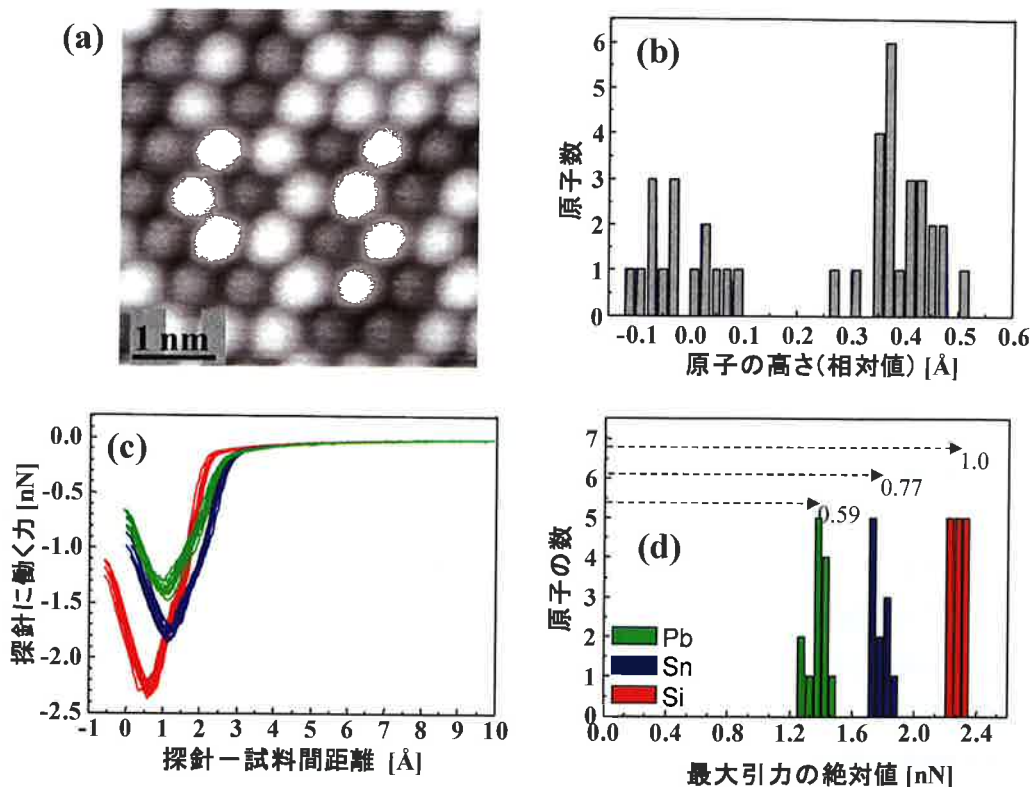 (a)
1 nm
(b)
原子数
6
5
4
3
2
1
0
-0.1 0.0 0.1 0.2 0.3 0.4 0.5 0.6
原子の高さ(相対値) [Å]
(c)
探針に働く力 [nN]
0.0
-0.5
-1.0
-1.5
-2.0
-2.5
-1 0 1 2 3 4 5 6 7 8 9 10
探針ー試料間距離 [Å]
(d)
原子の数
7
6
5
4
3
2
1
0
1.0
0.77
0.59
Pb
Sn
Si
0.0 0.4 0.8 1.2 1.6 2.0 2.4
最大引力の絶対値 [nN]